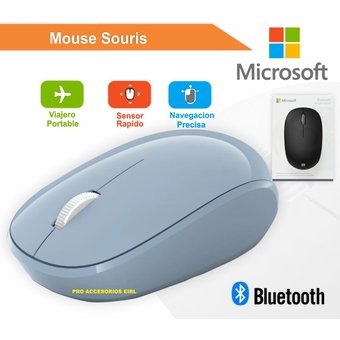 Mouse Souris
Microsoft
Viajero
Portable
Sensor
Rapido
Navegacion
Precisa
PRO ACCESORIOS EIRL
Bluetooth